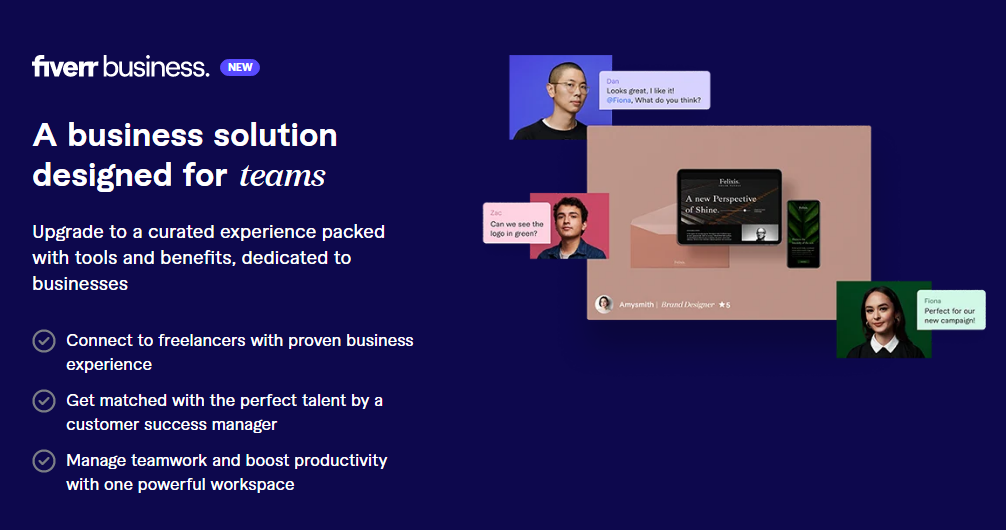 fiverr business. NEW
A business solution
designed for teams
Upgrade to a curated experience packed
with tools and benefits, dedicated to
businesses
Connect to freelancers with proven business
experience
Get matched with the perfect talent by a
customer success manager
Manage teamwork and boost productivity
with one powerful workspace
Dan
Looks great, I like it!
@Fiona, What do you think?
Zac
Can we see the
logo in green?
Felixis.
A new Perspective
of Shine.
Amysmith | Brand Designer ★5
Fiona
Perfect for our
new campaign!